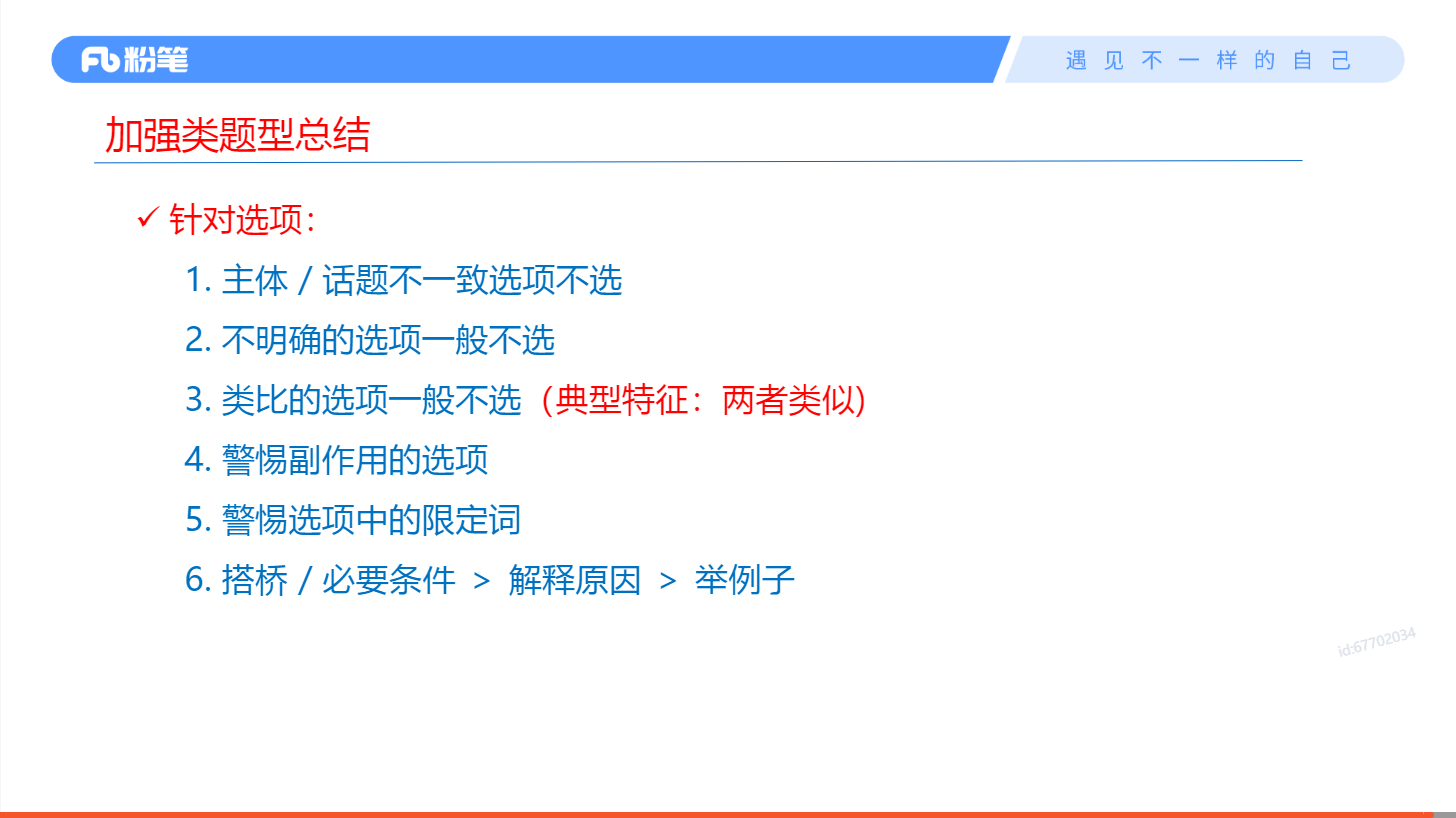 粉笔
遇见不一样的自己
加强类题型总结
✓ 针对选项：
1. 主体 / 话题不一致选项不选
2. 不明确的选项一般不选
3. 类比的选项一般不选（典型特征：两者类似)
4. 警惕副作用的选项
5. 警惕选项中的限定词
6. 搭桥 / 必要条件 > 解释原因 > 举例子
id:67702034